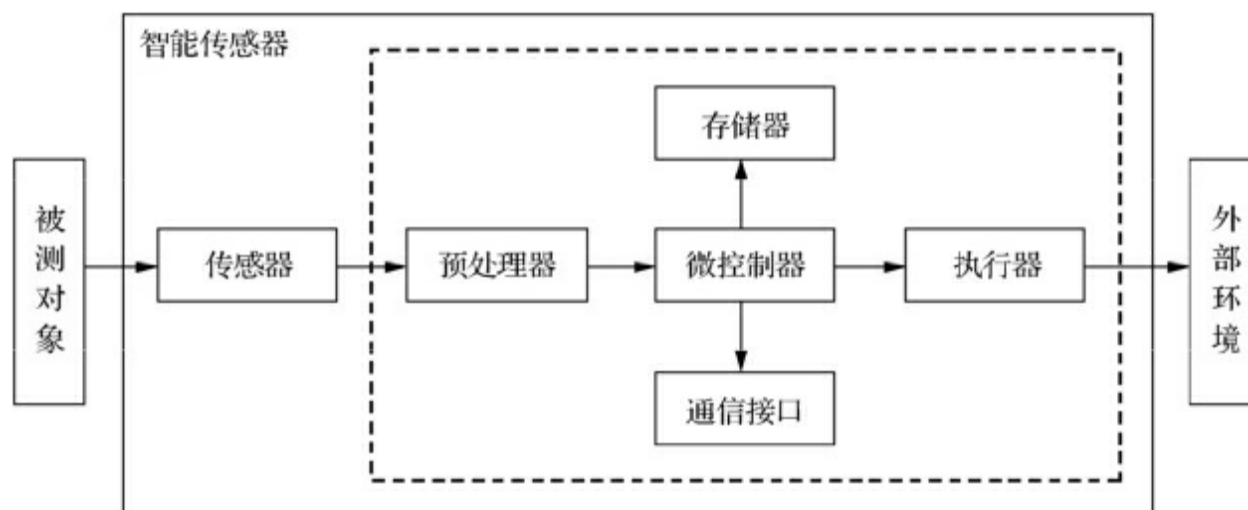 智能传感器
存储器
被测对象
传感器
预处理器
微控制器
执行器
外部环境
通信接口